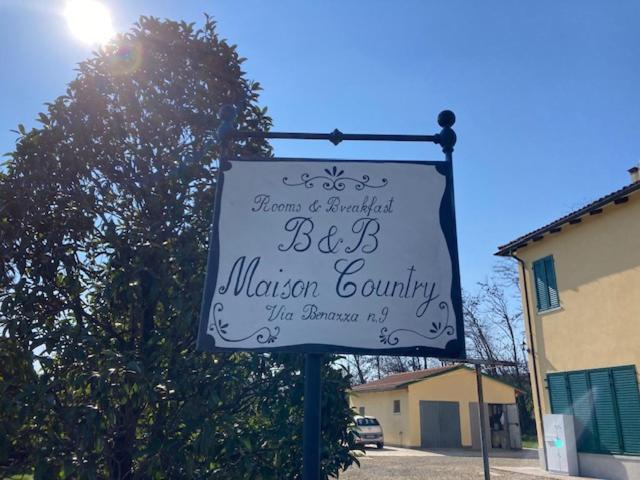 Rooms & Breakfast
B&B
Maison Country
Via Benazza n.9